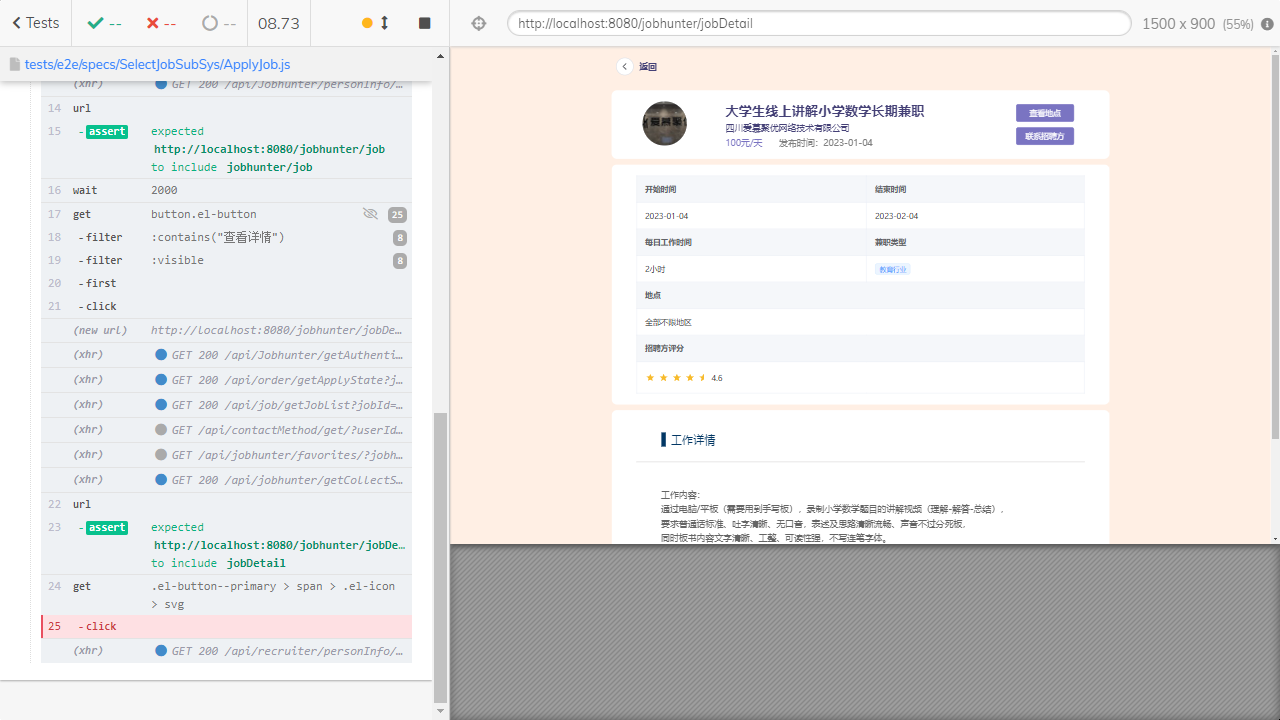 Tests
--
--
--
08.73
http://localhost:8080/jobhunter/jobDetail
1500 x 900 (55%)
tests/e2e/specs/SelectJobSubSys/ApplyJob.js
(xhr) GET 200 /api/Jobhunter/personInfo/…
14 url
15 -assert expected
http://localhost:8080/jobhunter/job
to include jobhunter/job
16 wait 2000
17 get button.el-button 25
18 -filter :contains("查看详情") 8
19 -filter :visible 8
20 -first
21 -click
(new url) http://localhost:8080/jobhunter/jobDe…
(xhr) GET 200 /api/Jobhunter/getAuthenti…
(xhr) GET 200 /api/order/getApplyState?j…
(xhr) GET 200 /api/job/getJobList?jobId=…
(xhr) GET /api/contactMethod/get/?userId…
(xhr) GET /api/jobhunter/favorites/?jobh…
(xhr) GET 200 /api/jobhunter/getCollectS…
22 url
23 -assert expected
http://localhost:8080/jobhunter/jobDe…
to include jobDetail
24 get .el-button--primary > span > .el-icon
> svg
25 -click
(xhr) GET 200 /api/recruiter/personInfo/…
返回
大学生线上讲解小学数学长期兼职
四川爱慕聚优网络技术有限公司
100元/天 发布时间：2023-01-04
查看地点
联系招聘方
开始时间 结束时间
2023-01-04 2023-02-04
每日工作时间 兼职类型
2小时 教育行业
地点
全部不限地区
招聘方评分
4.6
工作详情
工作内容：
通过电脑/平板（需要用到手写板），录制小学数学题目的讲解视频（理解-解答-总结），
要求普通话标准、吐字清晰、无口音，表述及思路清晰流畅、声音不过分死板，
同时板书内容文字清晰、工整、可读性强，不写连笔字体。